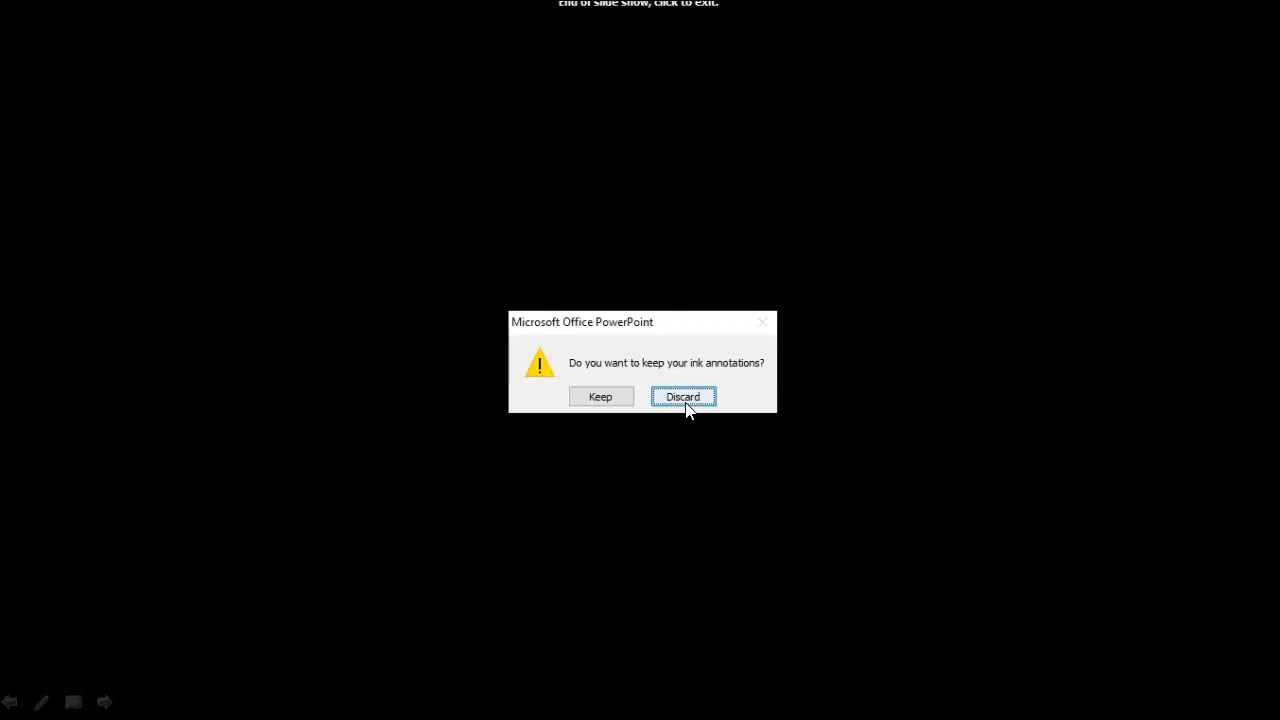 End of slide show, click to exit.
Microsoft Office PowerPoint
Do you want to keep your ink annotations?
Keep Discard